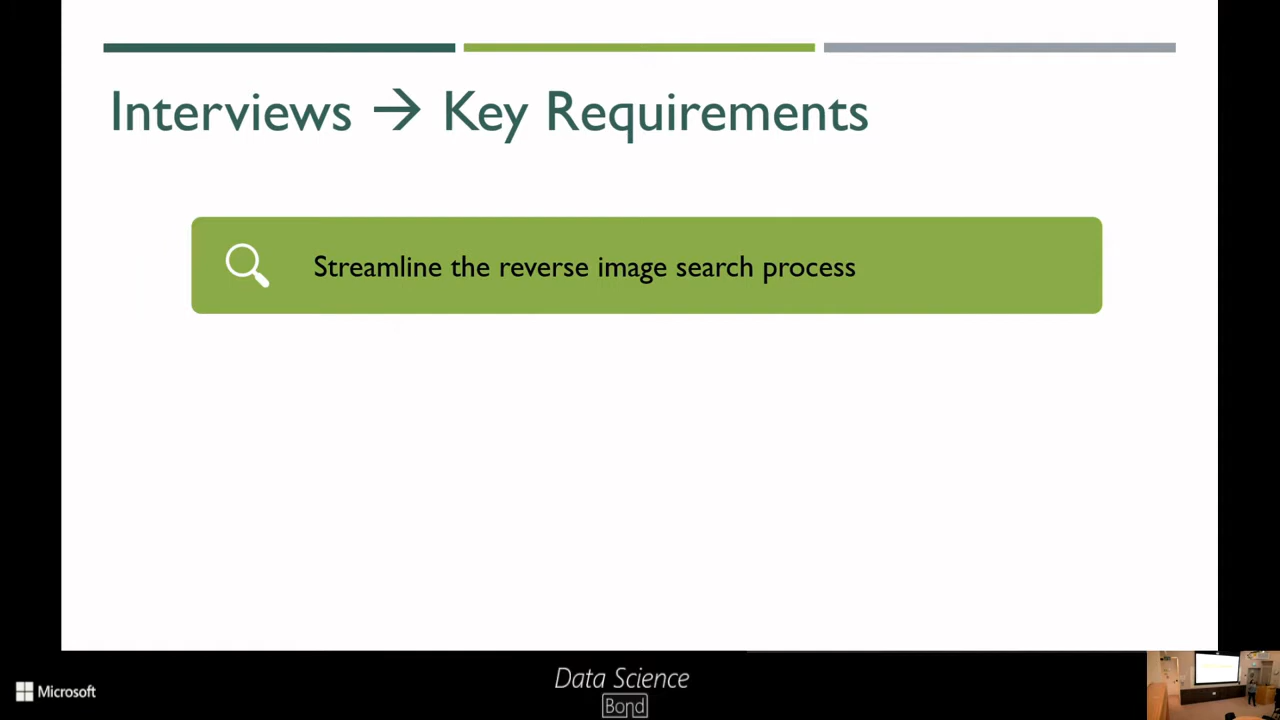 Interviews → Key Requirements
Streamline the reverse image search process
Microsoft
Data Science
Bond